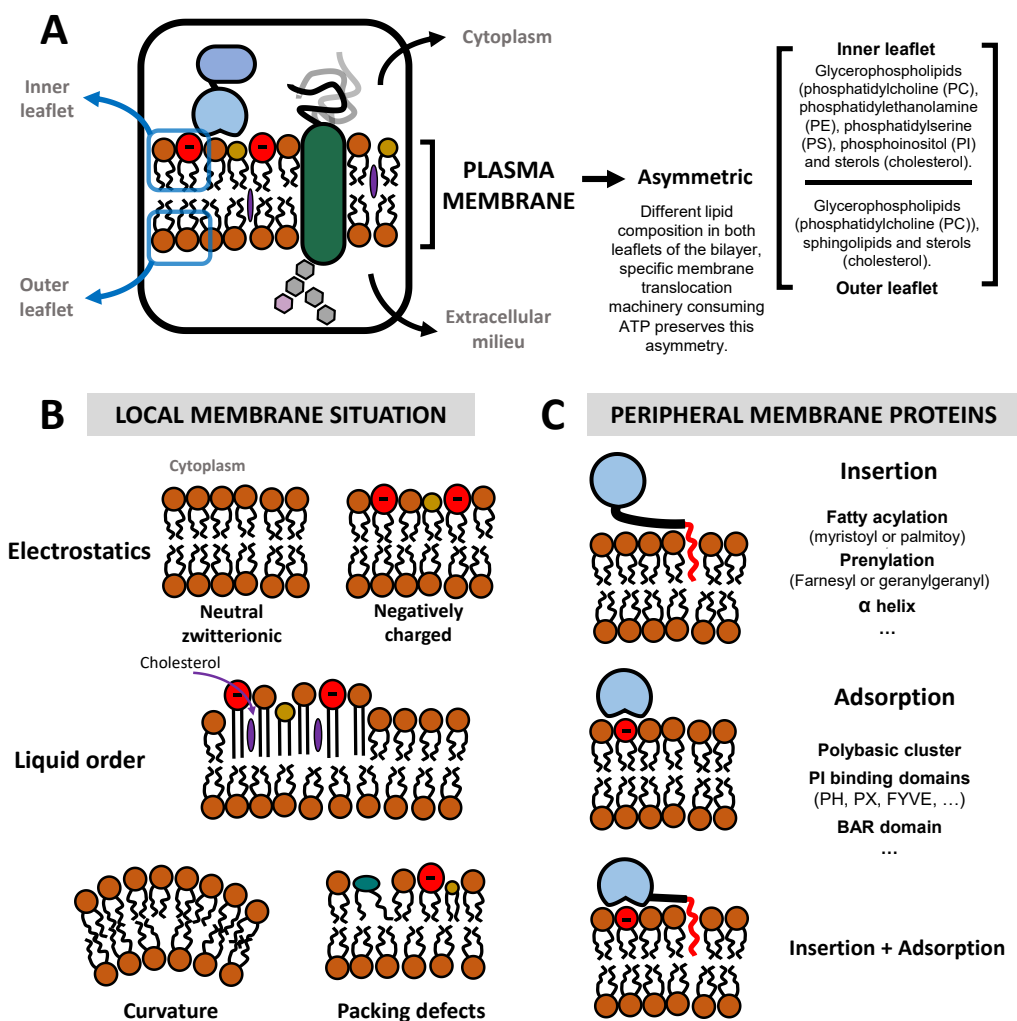 A
Cytoplasm
Inner
leaflet
PLASMA
MEMBRANE
Outer
leaflet
Extracellular
milieu
Asymmetric
Different lipid
composition in both
leaflets of the bilayer,
specific membrane
translocation
machinery consuming
ATP preserves this
asymmetry.
Inner leaflet
Glycerophospholipids
(phosphatidylcholine (PC),
phosphatidylethanolamine
(PE), phosphatidylserine
(PS), phosphoinositol (PI)
and sterols (cholesterol).
Glycerophospholipids
(phosphatidylcholine (PC)),
sphingolipids and sterols
(cholesterol).
Outer leaflet
B
LOCAL MEMBRANE SITUATION
Cytoplasm
Electrostatics
Neutral
zwitterionic
Negatively
charged
Cholesterol
Liquid order
Curvature
Packing defects
C
PERIPHERAL MEMBRANE PROTEINS
Insertion
Fatty acylation
(myristoyl or palmitoy)
Prenylation
(Farnesyl or geranylgeranyl)
α helix
...
Adsorption
Polybasic cluster
PI binding domains
(PH, PX, FYVE, ...)
BAR domain
...
Insertion + Adsorption